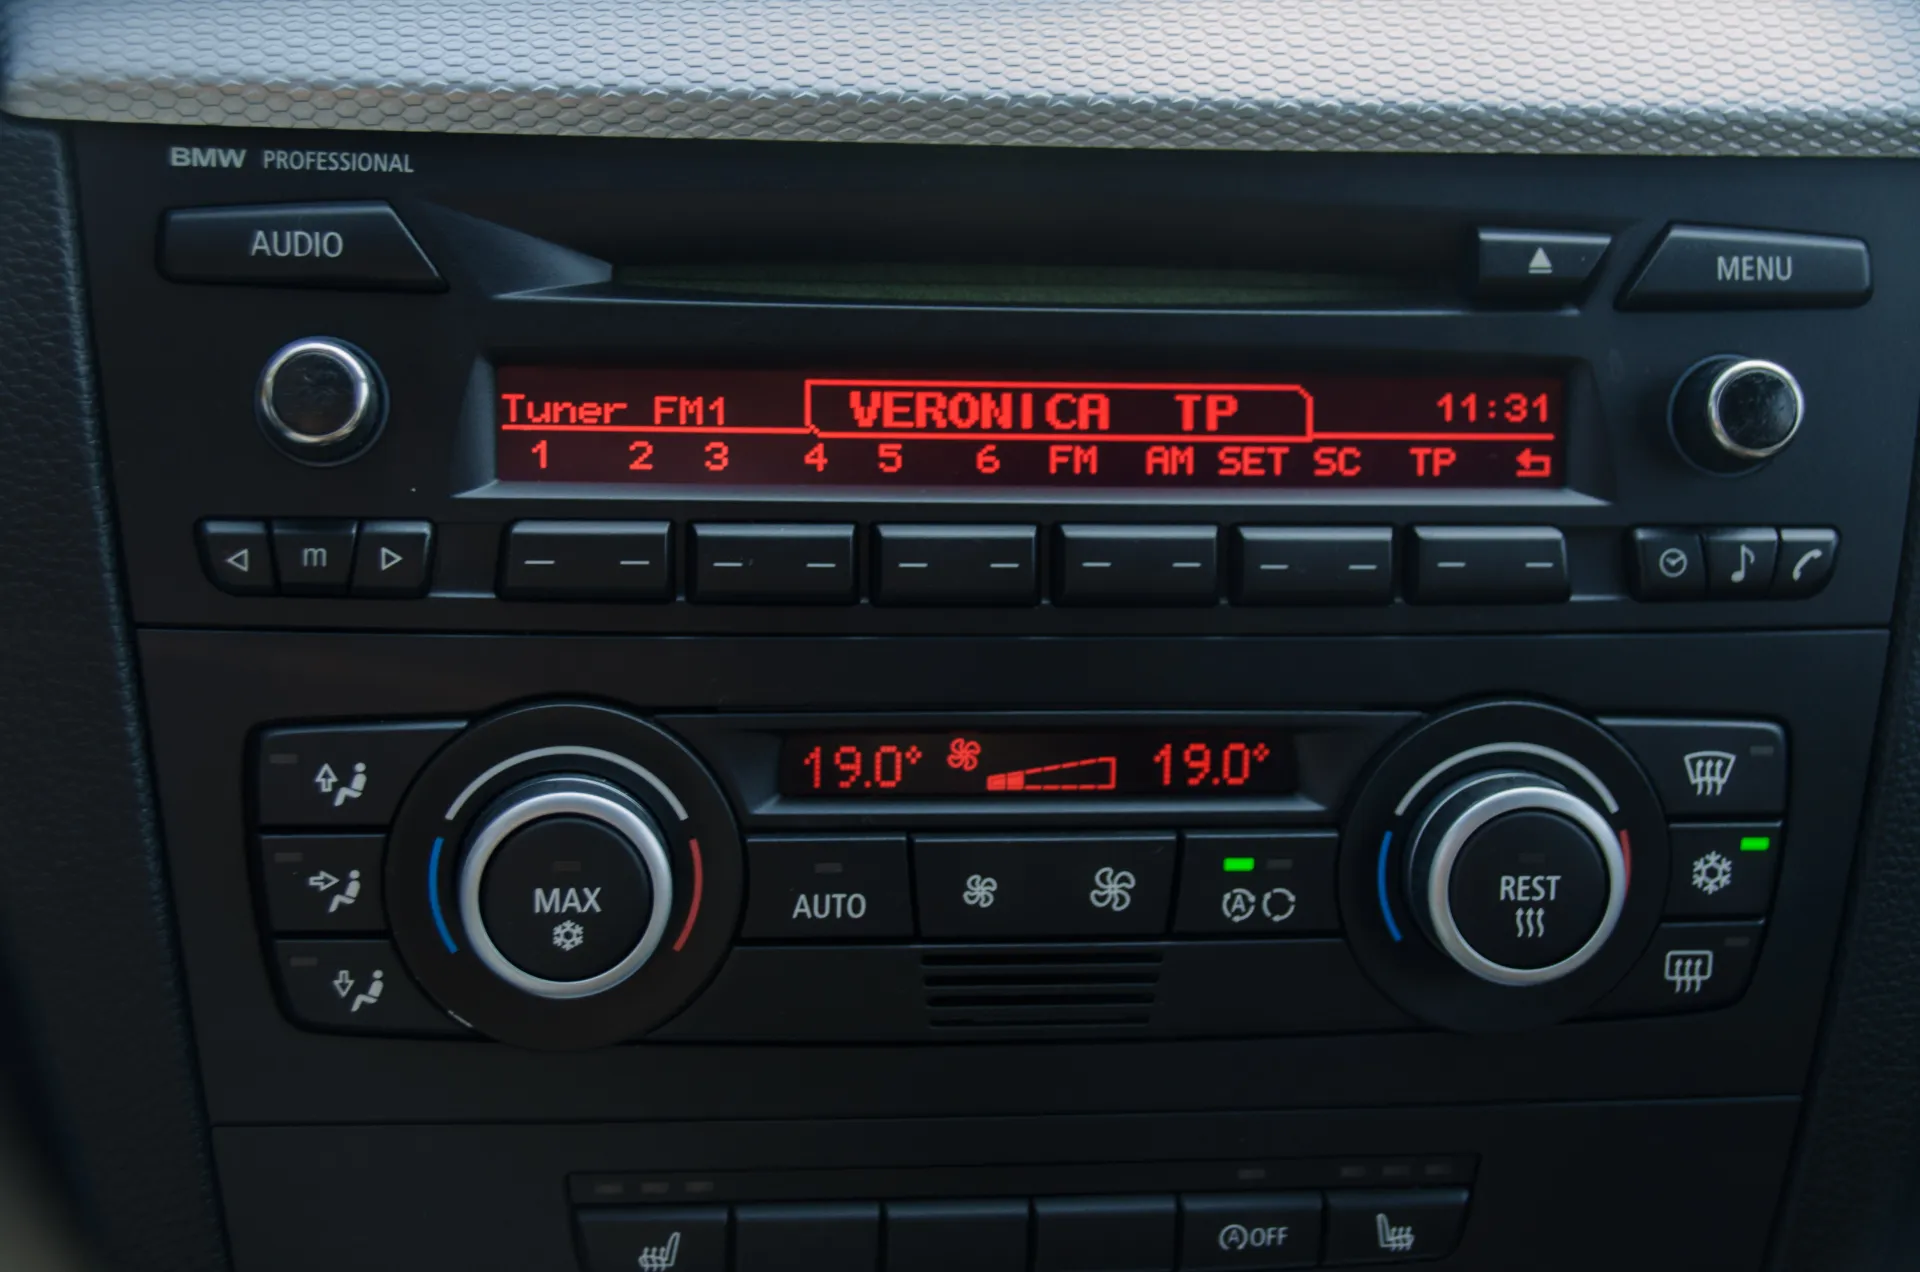 BMW PROFESSIONAL
AUDIO
MENU
Tuner FM1 VERONICA TP 11:31
1 2 3 4 5 6 FM AM SET SC TP
m
19.0° 19.0°
MAX
AUTO
A
REST
A OFF